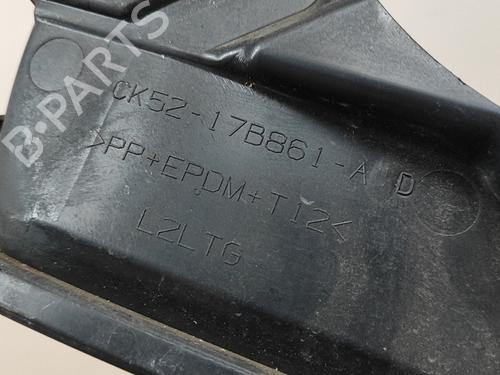 CK52-17B861-A D
>PP+EPDM+T12<
L2LTG
B-PARTS